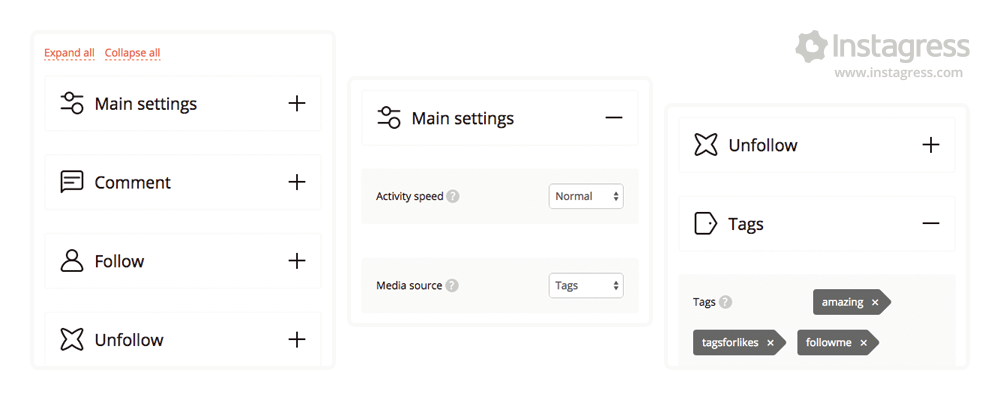 Expand all Collapse all
Main settings
Comment
Follow
Unfollow
Main settings
Activity speed ? Normal
Media source ? Tags
Instagress
www.instagress.com
Unfollow
Tags
Tags ? amazing ×
tagsforlikes × followme ×